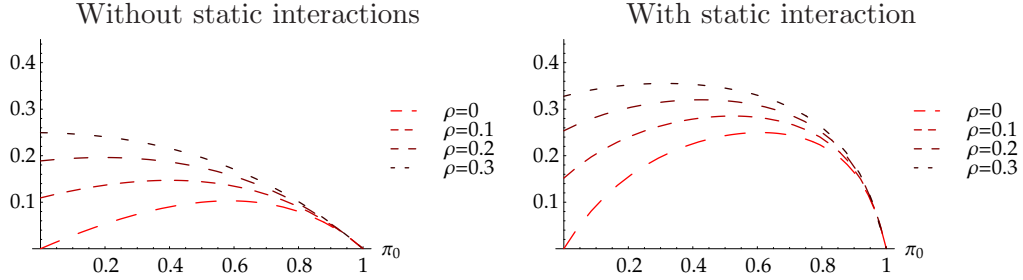 Without static interactions
0.4
0.3
0.2
0.1
0.2 0.4 0.6 0.8 1
π₀
ρ=0
ρ=0.1
ρ=0.2
ρ=0.3
With static interaction
0.4
0.3
0.2
0.1
0.2 0.4 0.6 0.8 1
π₀
ρ=0
ρ=0.1
ρ=0.2
ρ=0.3